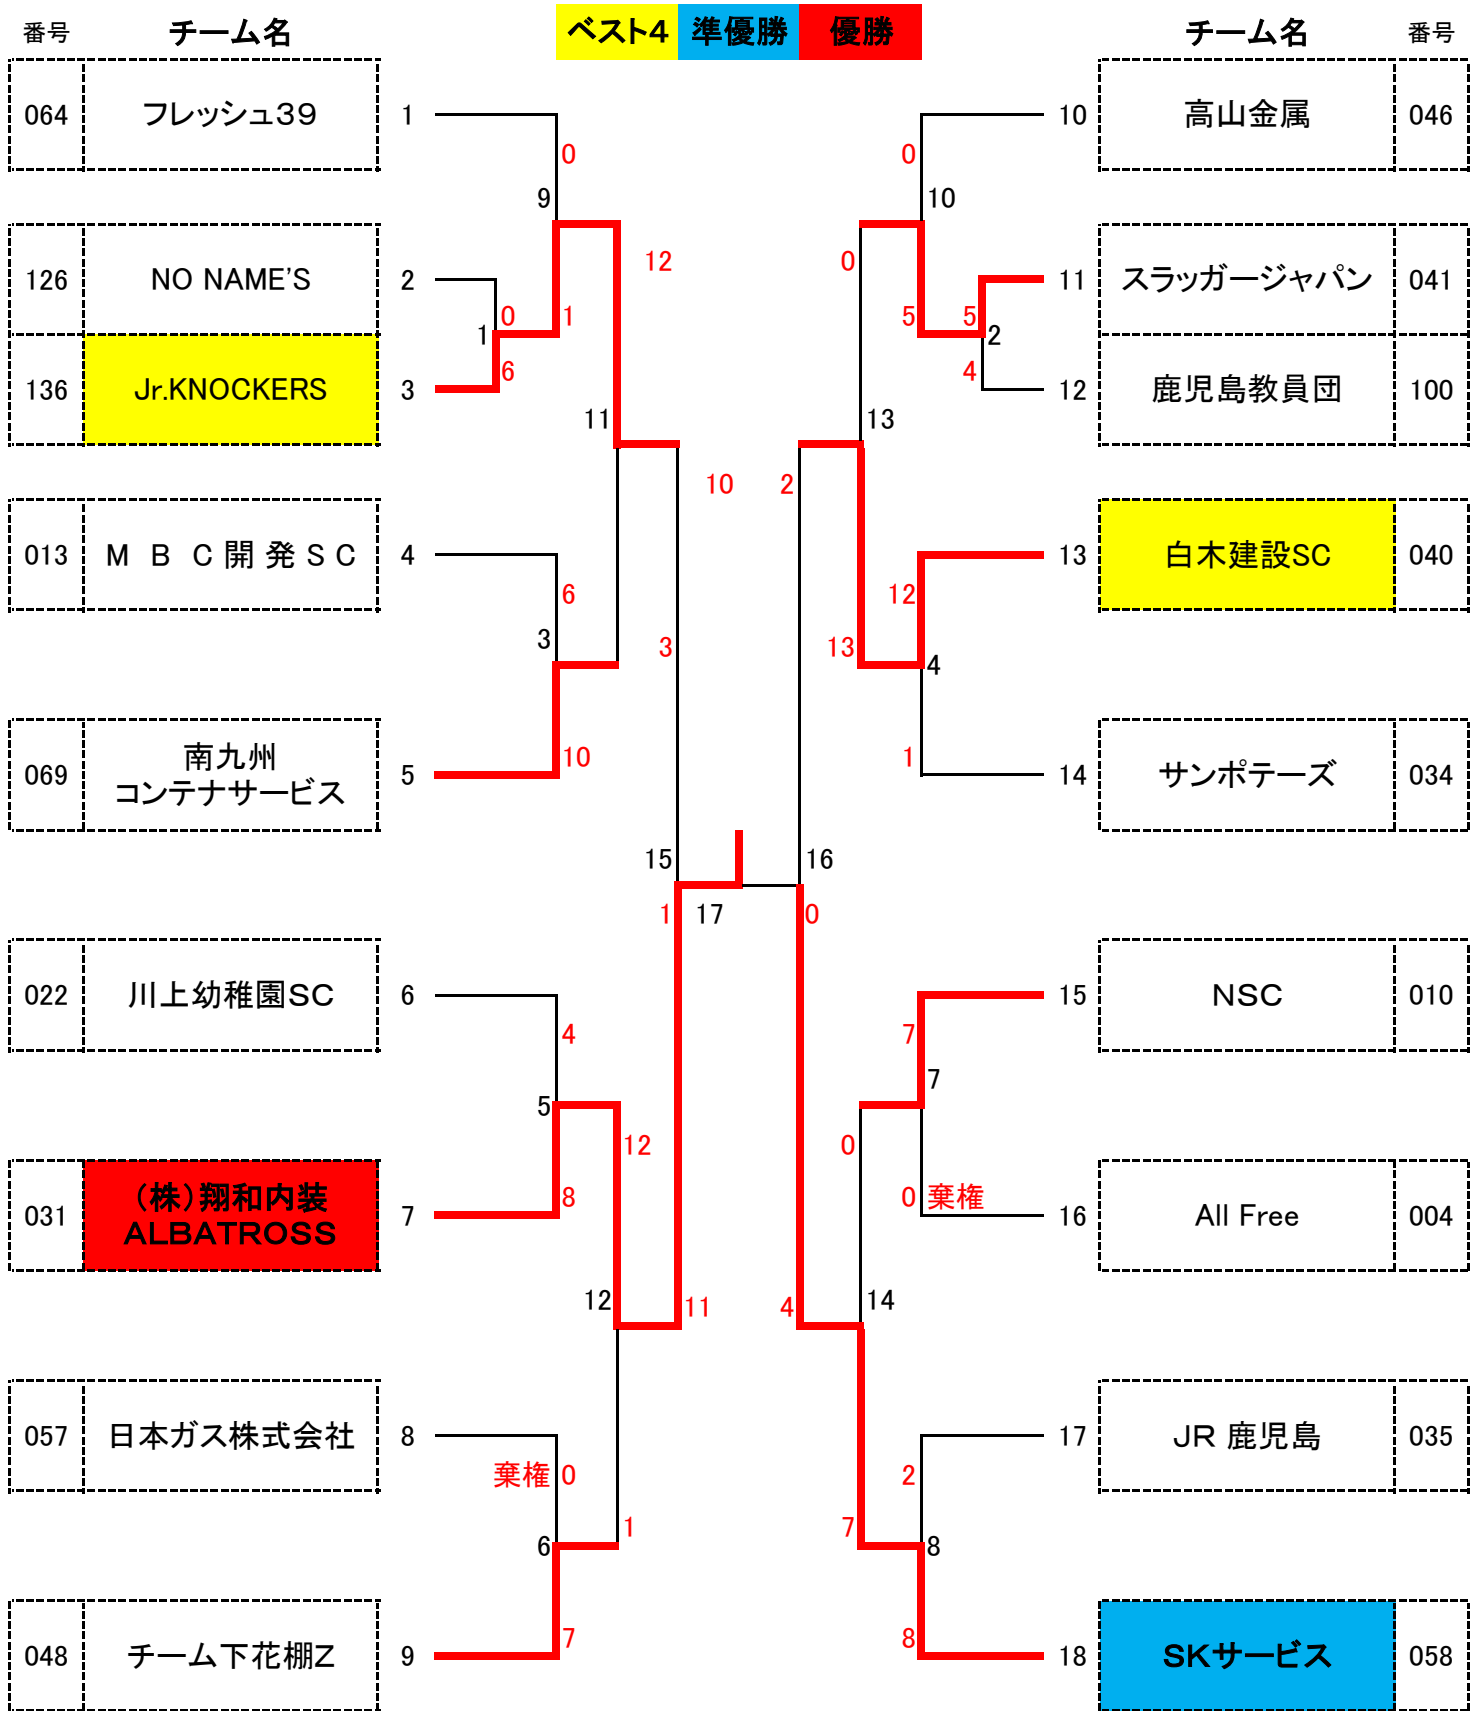 番号 チーム名 ベスト4 準優勝 優勝 チーム名 番号
064 フレッシュ39 1 10 高山金属 046
0 0
9 10
126 NO NAME'S 2 12 0 11 スラッガージャパン 041
0 1 5 5
1 2
136 Jr.KNOCKERS 3 6 4 12 鹿児島教員団 100
11 13
10 2
013 M B C 開 発 S C 4 13 白木建設SC 040
6 12
3 3 13 4
069 南九州
コンテナサービス 5 10 1 14 サンポテーズ 034
15 16
1 17 0
022 川上幼稚園SC 6 15 NSC 010
4 7
5 7
12 0
031 (株)翔和内装
ALBATROSS 7 8 0 棄権 16 All Free 004
12 11 4 14
057 日本ガス株式会社 8 17 JR 鹿児島 035
棄権 0 2
1 7
6 8
048 チーム下花棚Z 9 7 8 18 SKサービス 058